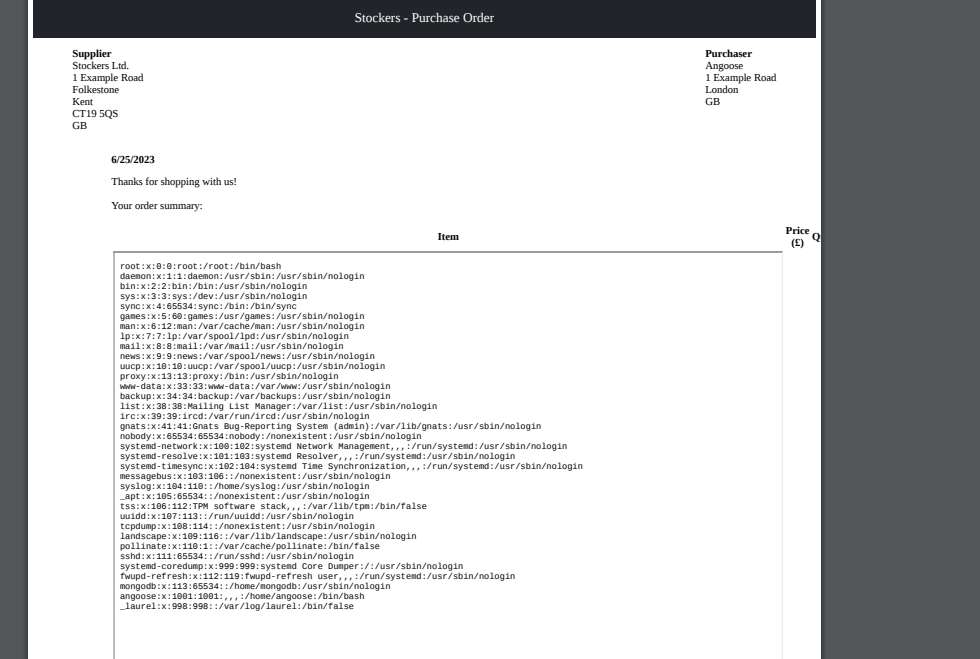 Stockers - Purchase Order
Supplier
Stockers Ltd.
1 Example Road
Folkestone
Kent
CT19 5QS
GB
Purchaser
Angoose
1 Example Road
London
GB
6/25/2023
Thanks for shopping with us!
Your order summary:
Item
Price
(£)
Q
root:x:0:0:root:/root:/bin/bash
daemon:x:1:1:daemon:/usr/sbin:/usr/sbin/nologin
bin:x:2:2:bin:/bin:/usr/sbin/nologin
sys:x:3:3:sys:/dev:/usr/sbin/nologin
sync:x:4:65534:sync:/bin:/bin/sync
games:x:5:60:games:/usr/games:/usr/sbin/nologin
man:x:6:12:man:/var/cache/man:/usr/sbin/nologin
lp:x:7:7:lp:/var/spool/lpd:/usr/sbin/nologin
mail:x:8:8:mail:/var/mail:/usr/sbin/nologin
news:x:9:9:news:/var/spool/news:/usr/sbin/nologin
uucp:x:10:10:uucp:/var/spool/uucp:/usr/sbin/nologin
proxy:x:13:13:proxy:/bin:/usr/sbin/nologin
www-data:x:33:33:www-data:/var/www:/usr/sbin/nologin
backup:x:34:34:backup:/var/backups:/usr/sbin/nologin
list:x:38:38:Mailing List Manager:/var/list:/usr/sbin/nologin
irc:x:39:39:ircd:/var/run/ircd:/usr/sbin/nologin
gnats:x:41:41:Gnats Bug-Reporting System (admin):/var/lib/gnats:/usr/sbin/nologin
nobody:x:65534:65534:nobody:/nonexistent:/usr/sbin/nologin
systemd-network:x:100:102:systemd Network Management,,,:/run/systemd:/usr/sbin/nologin
systemd-resolve:x:101:103:systemd Resolver,,,:/run/systemd:/usr/sbin/nologin
systemd-timesync:x:102:104:systemd Time Synchronization,,,:/run/systemd:/usr/sbin/nologin
messagebus:x:103:106::/nonexistent:/usr/sbin/nologin
syslog:x:104:110::/home/syslog:/usr/sbin/nologin
_apt:x:105:65534::/nonexistent:/usr/sbin/nologin
tss:x:106:112:TPM software stack,,,:/var/lib/tpm:/bin/false
uuidd:x:107:113::/run/uuidd:/usr/sbin/nologin
tcpdump:x:108:114::/nonexistent:/usr/sbin/nologin
landscape:x:109:116::/var/lib/landscape:/usr/sbin/nologin
pollinate:x:110:1::/var/cache/pollinate:/bin/false
sshd:x:111:65534::/run/sshd:/usr/sbin/nologin
systemd-coredump:x:999:999:systemd Core Dumper:/:/usr/sbin/nologin
fwupd-refresh:x:112:119:fwupd-refresh user,,,:/run/systemd:/usr/sbin/nologin
mongodb:x:113:65534::/home/mongodb:/usr/sbin/nologin
angoose:x:1001:1001:,,,:/home/angoose:/bin/bash
_laurel:x:998:998::/var/log/laurel:/bin/false